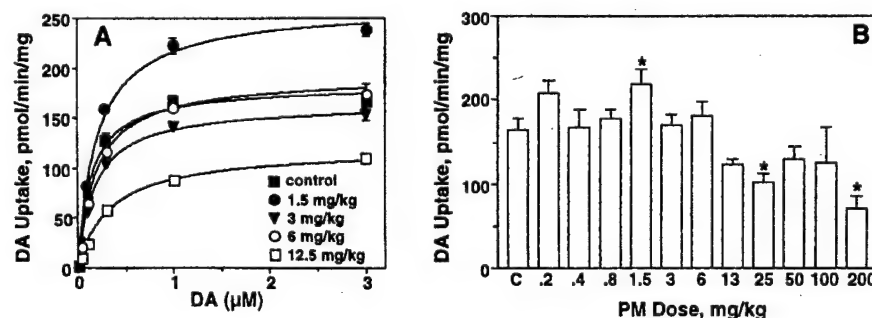 A
DA Uptake, pmol/min/mg
250
200
150
100
50
0
control
1.5 mg/kg
3 mg/kg
6 mg/kg
12.5 mg/kg
0 1 2 3
DA (µM)
B
DA Uptake, pmol/min/mg
300
200
100
0
* * *
C .2 .4 .8 1.5 3 6 13 25 50 100 200
PM Dose, mg/kg